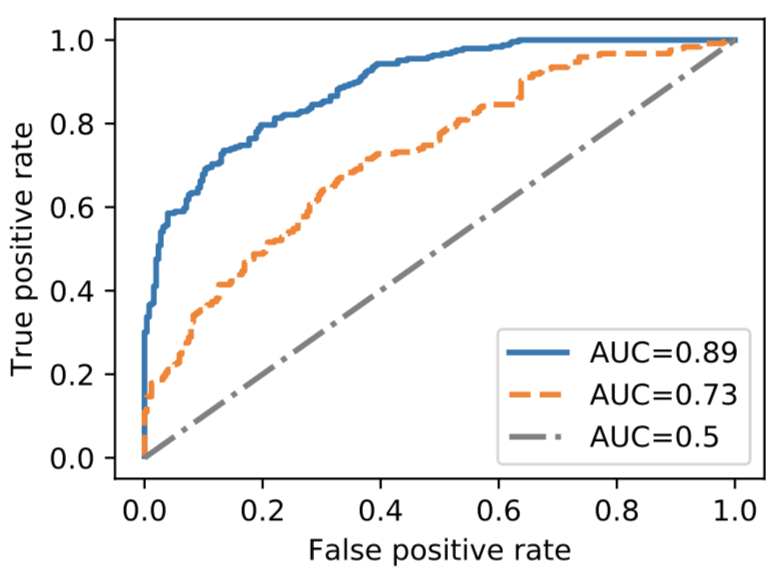 1.0
0.8
0.6
0.4
0.2
0.0
True positive rate
AUC=0.89
AUC=0.73
AUC=0.5
0.0 0.2 0.4 0.6 0.8 1.0
False positive rate